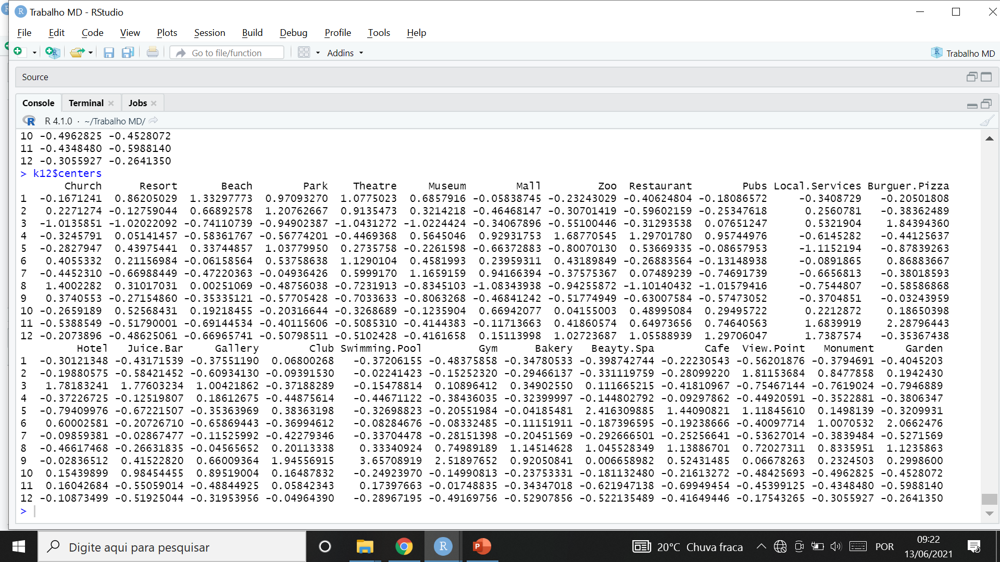 Trabalho MD - RStudio
File Edit Code View Plots Session Build Debug Profile Tools Help
Go to file/function Addins Trabalho MD
Source
Console Terminal Jobs
R 4.1.0 · ~/Trabalho MD/
10 -0.4962825 -0.4528072
11 -0.4348480 -0.5988140
12 -0.3055927 -0.2641350
> k12$centers
Church Resort Beach Park Theatre Museum Mall Zoo Restaurant Pubs Local.Services Burguer.Pizza
1 -0.1671241 0.86205029 1.33297773 0.97093270 1.0775023 0.6857916 -0.05838745 -0.23243029 -0.40624804 -0.18086572 -0.3408729 -0.20501808
2 0.2271274 -0.12759044 0.66892578 1.20762667 0.9135473 0.3214218 -0.46468147 -0.30701419 -0.59602159 -0.25347618 0.2560781 -0.38362489
3 -1.0135851 -1.02022092 -0.74110739 -0.94902387 -1.0431272 -1.0224424 -0.34067896 -0.55100446 -0.31293538 0.07651247 0.5321904 1.84394360
4 -0.3245791 0.05141457 -0.58361767 -0.56774201 -0.4469368 0.5645046 0.92931753 1.68770545 1.29701780 0.95744976 -0.6145282 -0.44125637
5 -0.2827947 0.43975441 0.33744857 1.03779950 0.2735758 -0.2261598 -0.66372883 -0.80070130 0.53669335 -0.08657953 -1.1152194 -0.87839263
6 0.4055332 0.21156984 -0.06158564 0.53758638 1.1290104 0.4581993 0.23959311 0.43189849 -0.26883564 -0.13148938 -0.0891865 0.86883667
7 -0.4452310 -0.66988449 -0.47220363 -0.04936426 0.5999170 1.1659159 0.94166394 -0.37575367 0.07489239 -0.74691739 -0.6656813 -0.38018593
8 1.4002282 0.31017031 0.00251069 -0.48756038 -0.7231913 -0.8345103 -1.08343938 -0.94255872 -1.10140432 -1.01579416 -0.7544807 -0.58586868
9 0.3740553 -0.27154860 -0.35335121 -0.57705428 -0.7033633 -0.8063268 -0.46841242 -0.51774949 -0.63007584 -0.57473052 -0.3704851 -0.03243959
10 -0.2659189 0.52568431 0.19218455 -0.20316644 -0.3268689 -0.1235904 0.66942077 0.04155003 0.48995084 0.29495722 0.2212872 0.18650398
11 -0.5388549 -0.51790001 -0.69144534 -0.40115606 -0.5085310 -0.4144383 -0.11713663 0.41860574 0.64973656 0.74640563 1.6839919 2.28796443
12 -0.2073896 -0.48625061 -0.66965741 -0.50798511 -0.5102428 -0.4161658 0.15113998 1.02723687 1.05588939 1.29706047 1.7387574 -0.35367438
Hotel Juice.Bar Gallery Club Swimming.Pool Gym Bakery Beayty.Spa Cafe View.Point Monument Garden
1 -0.30121348 -0.43171539 -0.37551190 0.06800268 -0.37206155 -0.48375858 -0.34780533 -0.398742744 -0.22230543 -0.56201876 -0.3794691 -0.4045203
2 -0.19880575 -0.58421452 -0.60934130 -0.09391530 -0.02241423 -0.15252320 -0.29466137 -0.331119759 -0.28099220 1.81153684 0.8477858 0.1942430
3 1.78183241 1.77603234 1.00421862 -0.37188289 -0.15478814 0.10896412 0.34902550 0.111665215 -0.41810967 -0.75467144 -0.7619024 -0.7946889
4 -0.37226725 -0.12519807 0.18612675 -0.44875614 -0.44671122 -0.38436035 -0.32399997 -0.144802792 -0.09297862 -0.44920591 -0.3522881 -0.3806347
5 -0.79409976 -0.67221507 -0.35363969 0.38363198 -0.32698823 -0.20551984 -0.04185481 2.416309885 1.44090821 1.11845610 0.1498139 -0.3209931
6 0.60002581 -0.20726710 -0.65869443 -0.36994612 -0.08284676 -0.08332485 -0.11151911 -0.187396595 -0.19238666 -0.40097714 1.0070532 2.0662476
7 -0.09859381 -0.02867477 -0.11525992 -0.42279346 -0.33704478 -0.28151398 -0.20451569 -0.292666501 -0.25256641 -0.53627014 -0.3839484 -0.5271569
8 -0.46617468 -0.26631835 -0.04565652 0.20113338 0.33340924 0.74989189 1.14514628 1.045528349 1.13886701 0.72027311 0.8335951 1.1235863
9 -0.02836512 0.41522820 0.66009364 1.94556915 3.65708919 2.51897652 0.92050841 0.006658982 0.52431485 0.06678263 0.2324503 0.2998600
10 0.15439899 0.98454455 0.89519004 0.16487832 -0.24923970 -0.14990813 -0.23753331 -0.181132480 -0.21613272 -0.48425693 -0.4962825 -0.4528072
11 0.16042684 -0.55059014 -0.48844925 0.05842343 0.17397663 -0.01748835 -0.34347018 -0.621947138 -0.69949454 -0.45399125 -0.4348480 -0.5988140
12 -0.10873499 -0.51925044 -0.31953956 -0.04964390 -0.28967195 -0.49169756 -0.52907856 -0.522135489 -0.41649446 -0.17543265 -0.3055927 -0.2641350
>
Digite aqui para pesquisar 20°C Chuva fraca POR 09:22
13/06/2021